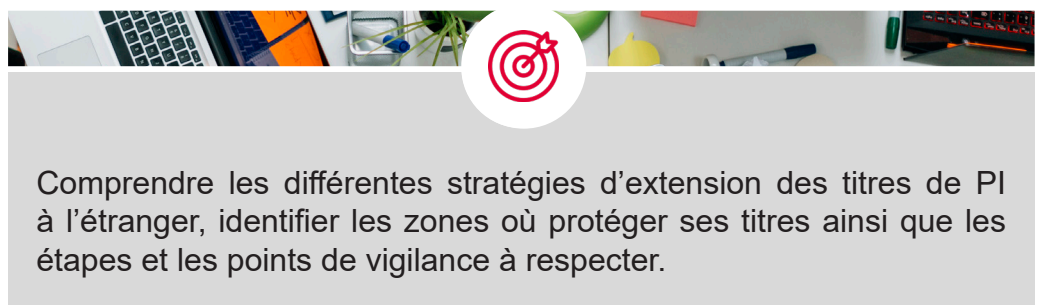 Comprendre les différentes stratégies d’extension des titres de PI
à l’étranger, identifier les zones où protéger ses titres ainsi que les
étapes et les points de vigilance à respecter.